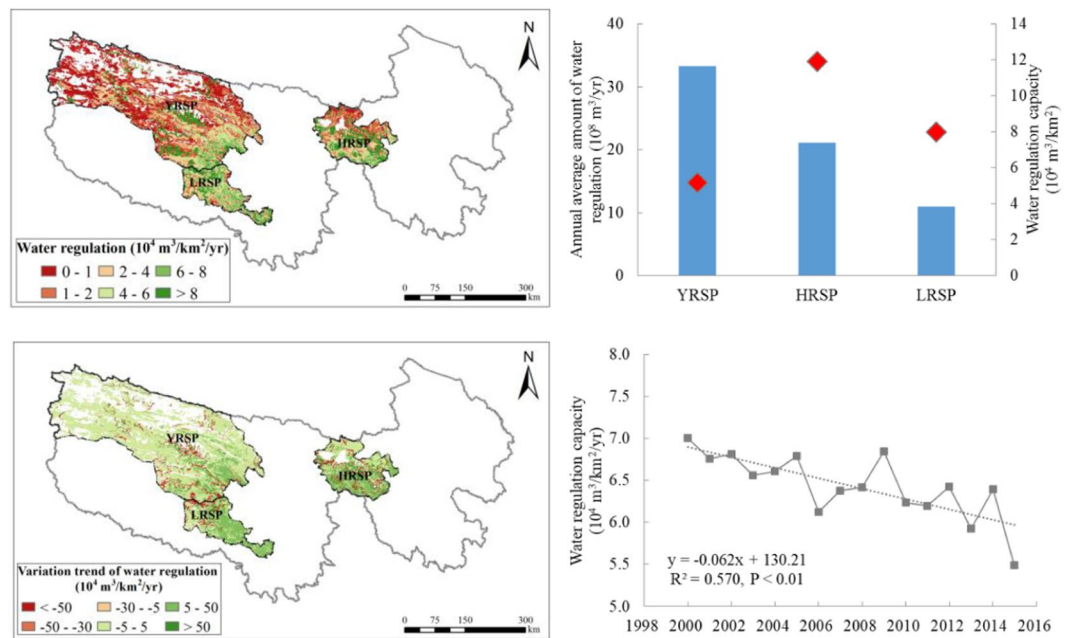 N
YRSP
HRSP
LRSP
Water regulation (10⁴ m³/km²/yr)
0 - 1 2 - 4 6 - 8
1 - 2 4 - 6 > 8
0 75 150 300
km
Annual average amount of water
regulation (10⁸ m³/yr)
40
30
20
10
0
14
12
10
8
6
4
2
0
Water regulation capacity
(10⁴ m³/km²)
YRSP HRSP LRSP
N
YRSP
HRSP
LRSP
Variation trend of water regulation
(10⁴ m³/km²/yr)
< -50 -30 - -5 5 - 50
-50 - -30 -5 - 5 > 50
0 75 150 300
km
Water regulation capacity
(10⁴ m³/km²/yr)
8.0
7.5
7.0
6.5
6.0
5.5
5.0
y = -0.062x + 130.21
R² = 0.570, P < 0.01
1998 2000 2002 2004 2006 2008 2010 2012 2014 2016